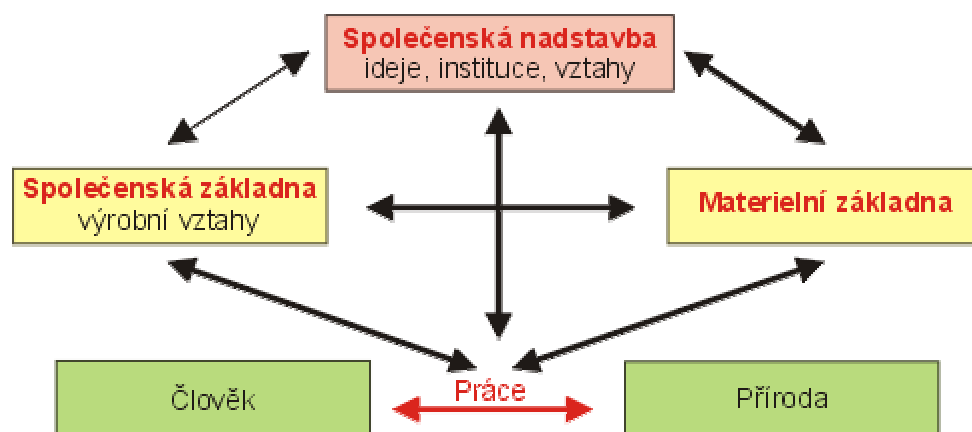 Společenská nadstavba
ideje, instituce, vztahy
Společenská základna
výrobní vztahy
Materielní základna
Člověk
Práce
Příroda